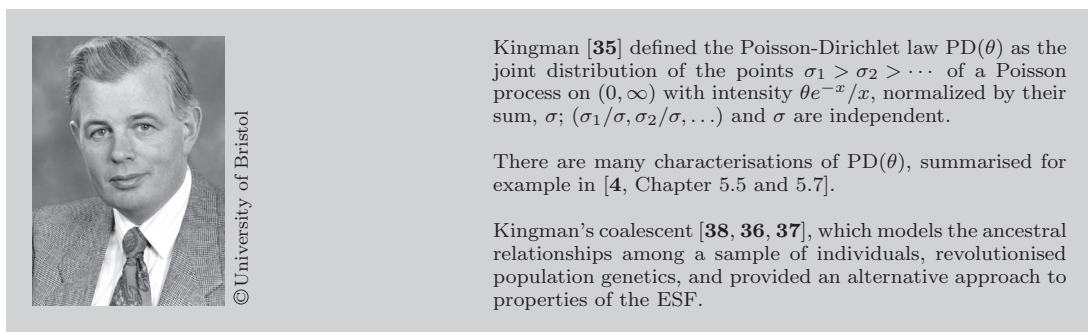 ©University of Bristol
Kingman [35] defined the Poisson-Dirichlet law PD(θ) as the
joint distribution of the points σ₁ > σ₂ > ⋯ of a Poisson
process on (0, ∞) with intensity θe⁻ˣ/x, normalized by their
sum, σ; (σ₁/σ, σ₂/σ, …) and σ are independent.
There are many characterisations of PD(θ), summarised for
example in [4, Chapter 5.5 and 5.7].
Kingman's coalescent [38, 36, 37], which models the ancestral
relationships among a sample of individuals, revolutionised
population genetics, and provided an alternative approach to
properties of the ESF.